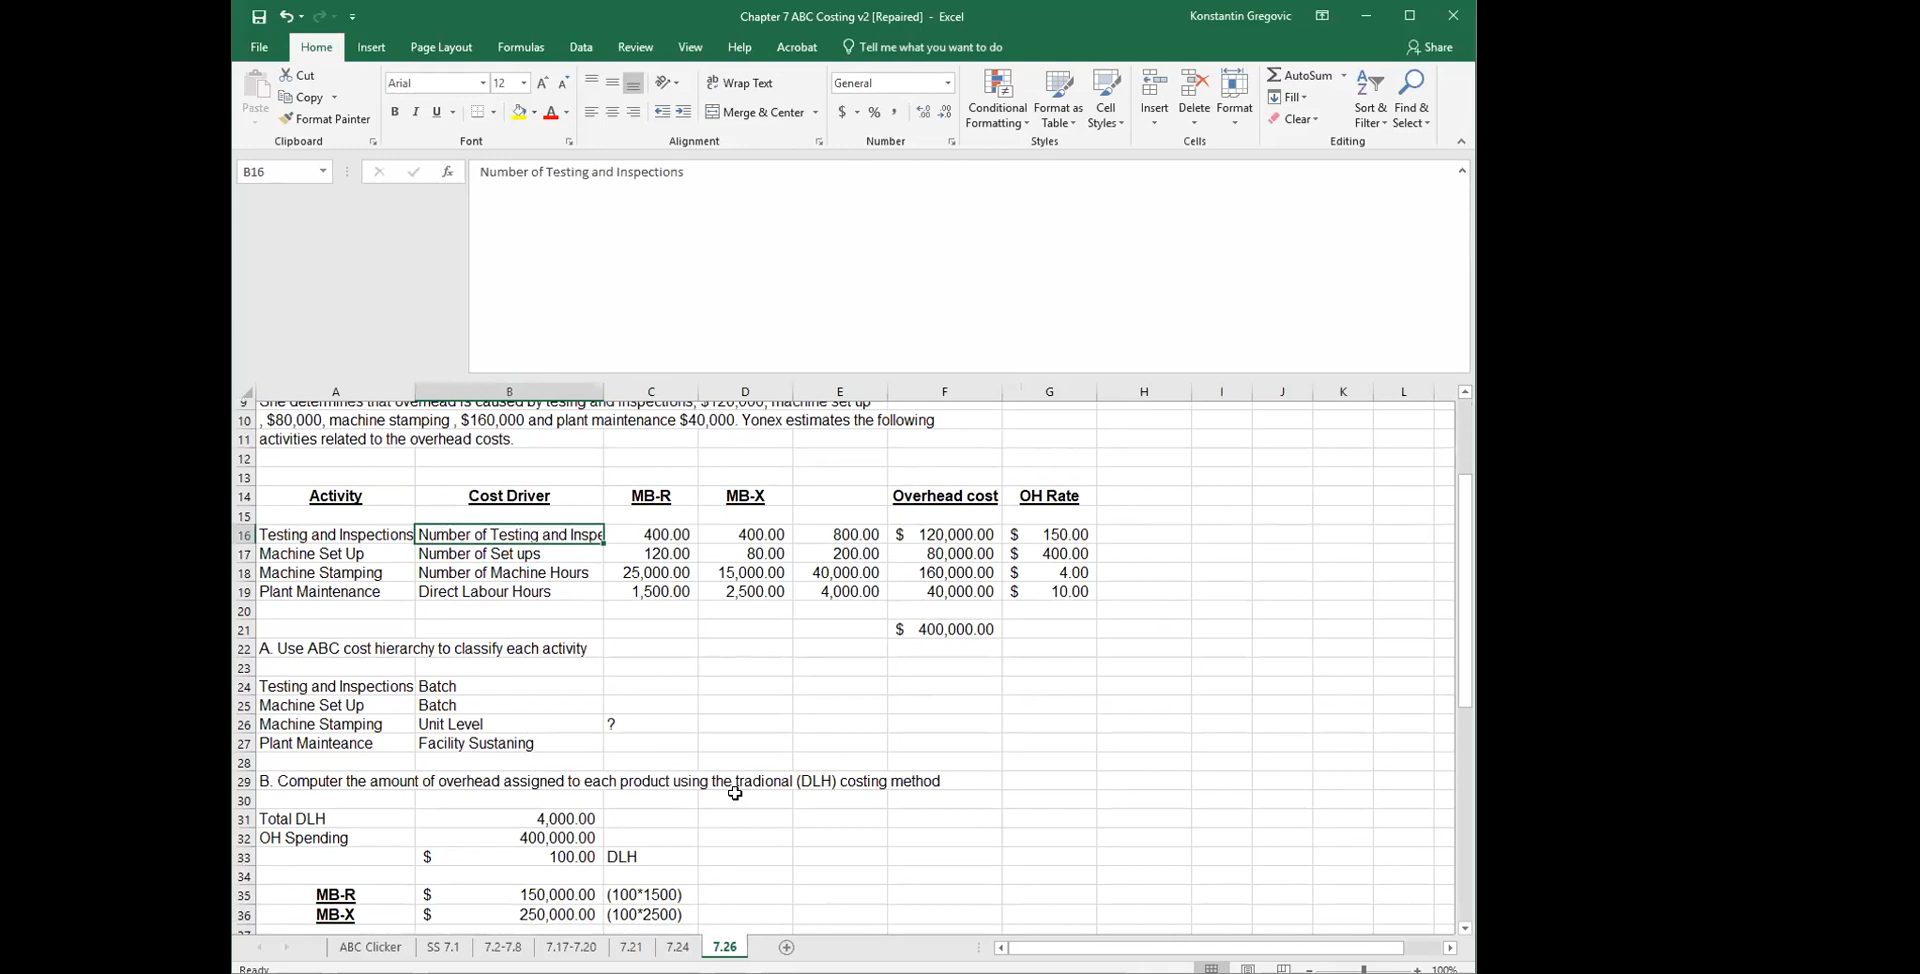 Chapter 7 ABC Costing v2 [Repaired] - Excel
Konstantin Gregovic
File Home Insert Page Layout Formulas Data Review View Help Acrobat Tell me what you want to do Share
Paste
Cut
Copy
Format Painter
Clipboard
Arial 12
B I U
Font
Wrap Text
Merge & Center
Alignment
General
$ % ,
Number
Conditional Formatting
Format as Table
Cell Styles
Styles
Insert
Delete
Format
Cells
AutoSum
Fill
Clear
Sort & Filter
Find & Select
Editing
B16 fx Number of Testing and Inspections
A B C D E F G H I J K L
9 She determines that overhead is caused by testing and inspections, $120,000, machine set up
10 , $80,000, machine stamping , $160,000 and plant maintenance $40,000. Yonex estimates the following
11 activities related to the overhead costs.
12
13
14 Activity Cost Driver MB-R MB-X Overhead cost OH Rate
15
16 Testing and Inspections Number of Testing and Inspe 400.00 400.00 800.00 $ 120,000.00 $ 150.00
17 Machine Set Up Number of Set ups 120.00 80.00 200.00 80,000.00 $ 400.00
18 Machine Stamping Number of Machine Hours 25,000.00 15,000.00 40,000.00 160,000.00 $ 4.00
19 Plant Maintenance Direct Labour Hours 1,500.00 2,500.00 4,000.00 40,000.00 $ 10.00
20
21 $ 400,000.00
22 A. Use ABC cost hierarchy to classify each activity
23
24 Testing and Inspections Batch
25 Machine Set Up Batch
26 Machine Stamping Unit Level ?
27 Plant Mainteance Facility Sustaning
28
29 B. Computer the amount of overhead assigned to each product using the tradional (DLH) costing method
30
31 Total DLH 4,000.00
32 OH Spending 400,000.00
33 $ 100.00 DLH
34
35 MB-R $ 150,000.00 (100*1500)
36 MB-X $ 250,000.00 (100*2500)
37
ABC Clicker SS 7.1 7.2-7.8 7.17-7.20 7.21 7.24 7.26
Ready 100%